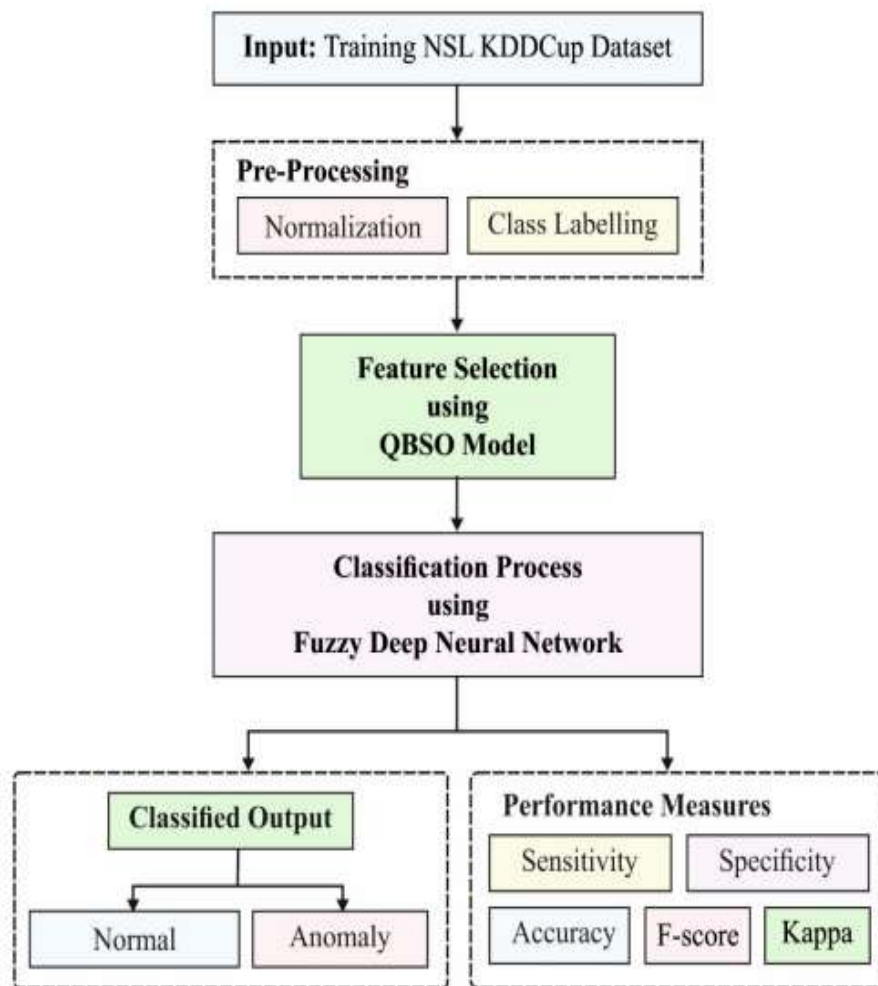 Input: Training NSL KDDCup Dataset
Pre-Processing
Normalization
Class Labelling
Feature Selection
using
QBSO Model
Classification Process
using
Fuzzy Deep Neural Network
Classified Output
Normal
Anomaly
Performance Measures
Sensitivity
Specificity
Accuracy
F-score
Kappa